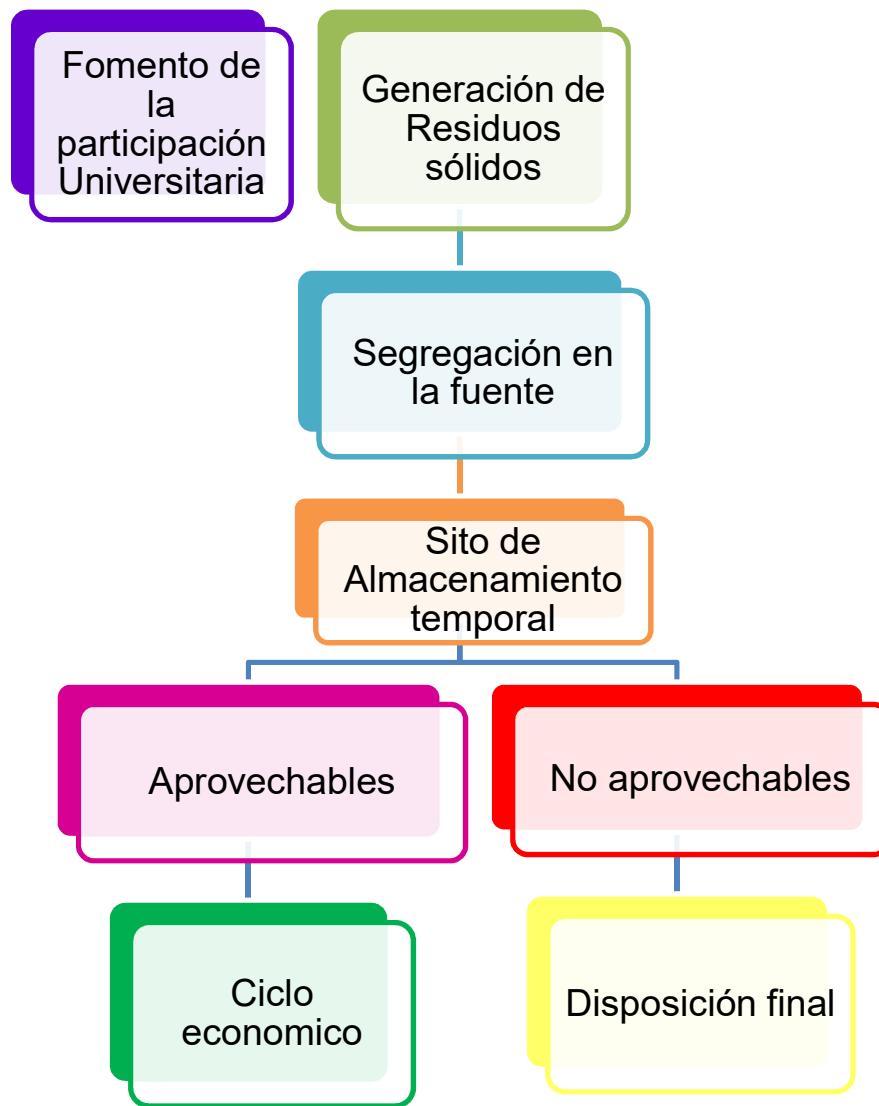 Fomento de
la
participación
Universitaria
Generación de
Residuos
sólidos
Segregación en
la fuente
Sito de
Almacenamiento
temporal
Aprovechables
No aprovechables
Ciclo
economico
Disposición final